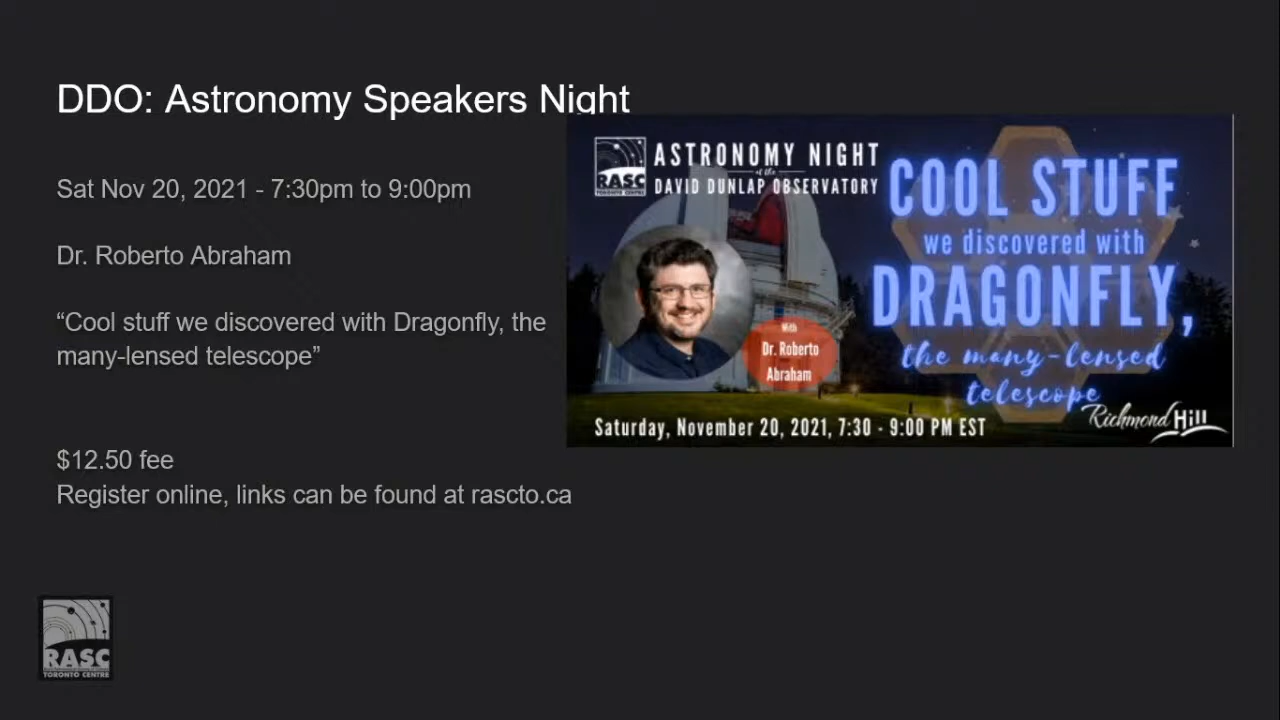 DDO: Astronomy Speakers Night
Sat Nov 20, 2021 - 7:30pm to 9:00pm
Dr. Roberto Abraham
“Cool stuff we discovered with Dragonfly, the
many-lensed telescope”
$12.50 fee
Register online, links can be found at rascto.ca
RASC
TORONTO CENTRE
ASTRONOMY NIGHT
at the
DAVID DUNLAP OBSERVATORY
COOL STUFF
we discovered with
DRAGONFLY,
the many-lensed
telescope
With
Dr. Roberto
Abraham
Saturday, November 20, 2021, 7:30 - 9:00 PM EST
Richmond Hill
RASC
TORONTO CENTRE